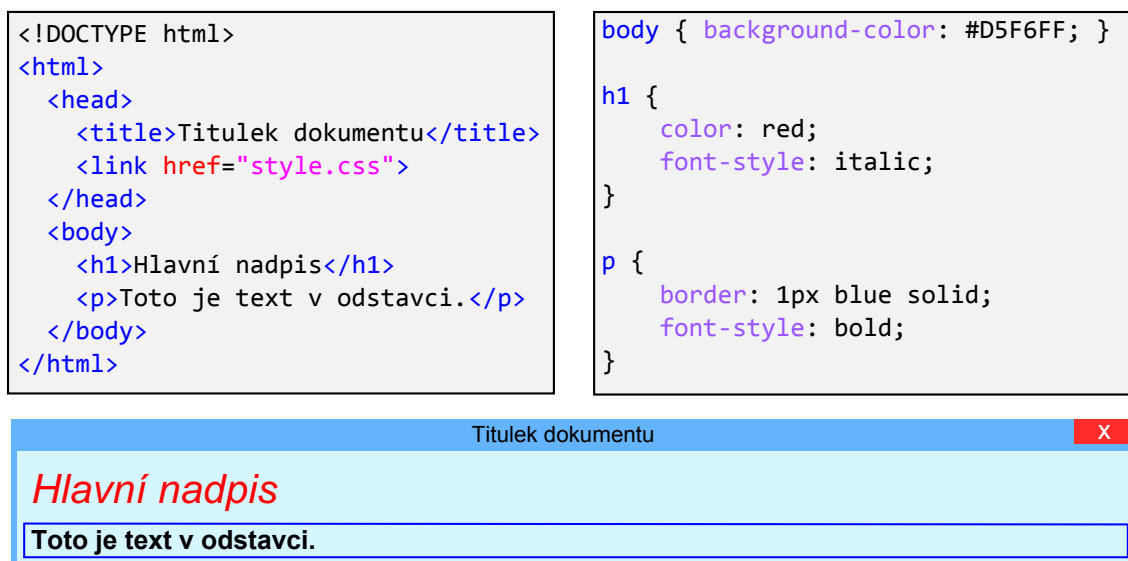 <!DOCTYPE html>
<html>
  <head>
    <title>Titulek dokumentu</title>
    <link href="style.css">
  </head>
  <body>
    <h1>Hlavní nadpis</h1>
    <p>Toto je text v odstavci.</p>
  </body>
</html>
body { background-color: #D5F6FF; }
h1 {
    color: red;
    font-style: italic;
}
p {
    border: 1px blue solid;
    font-style: bold;
}
Titulek dokumentu X
Hlavní nadpis
Toto je text v odstavci.